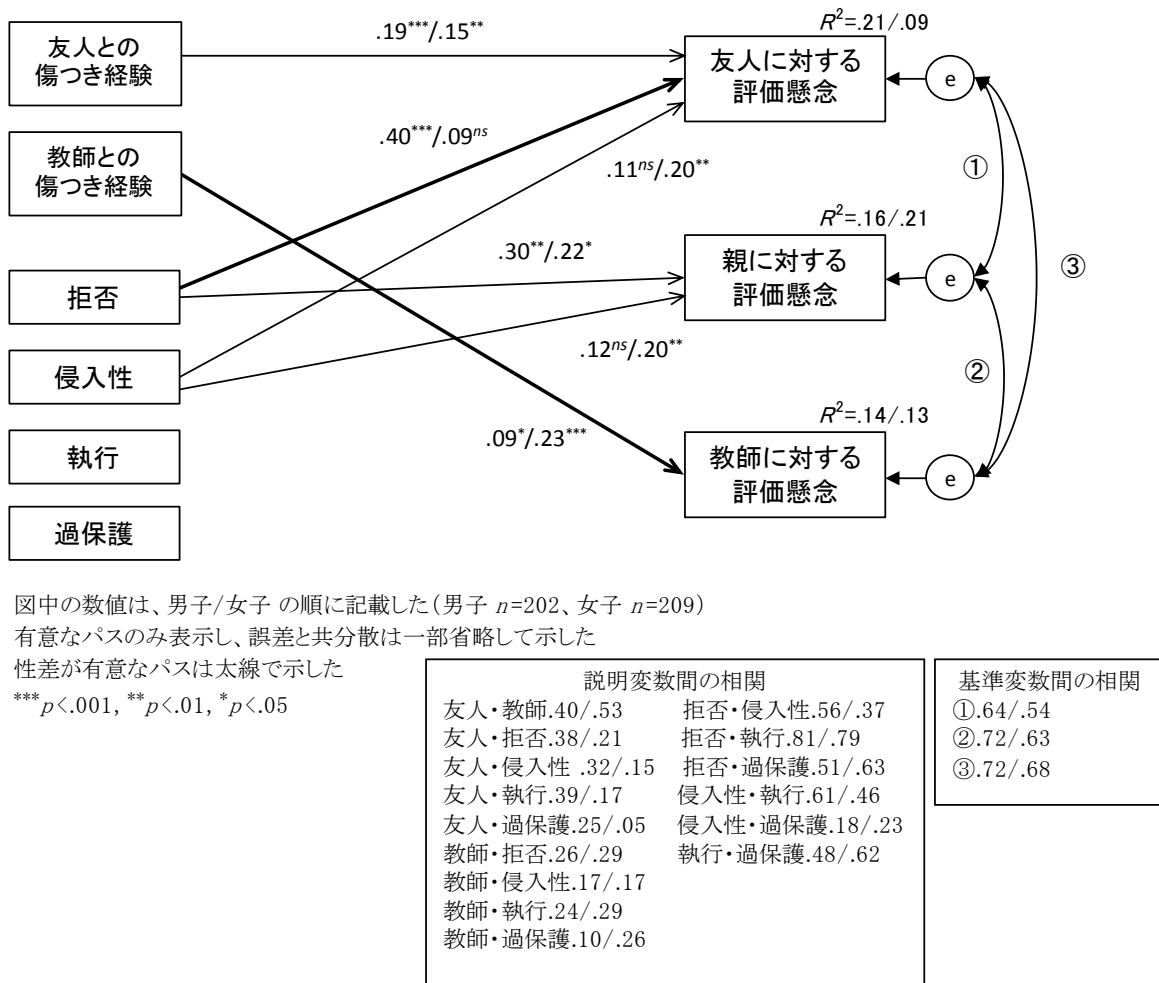 友人との
傷つき経験
教師との
傷つき経験
拒否
侵入性
執行
過保護
.19***/.15**
.40***/.09ns
.11ns/.20**
.30**/.22*
.12ns/.20**
.09*/.23***
R²=.21/.09
友人に対する
評価懸念
e
①
R²=.16/.21
親に対する
評価懸念
e
③
②
R²=.14/.13
教師に対する
評価懸念
e
図中の数値は、男子/女子 の順に記載した(男子 n=202、女子 n=209)
有意なパスのみ表示し、誤差と共分散は一部省略して示した
性差が有意なパスは太線で示した
***p<.001, **p<.01, *p<.05
説明変数間の相関
友人・教師.40/.53 拒否・侵入性.56/.37
友人・拒否.38/.21 拒否・執行.81/.79
友人・侵入性 .32/.15 拒否・過保護.51/.63
友人・執行.39/.17 侵入性・執行.61/.46
友人・過保護.25/.05 侵入性・過保護.18/.23
教師・拒否.26/.29 執行・過保護.48/.62
教師・侵入性.17/.17
教師・執行.24/.29
教師・過保護.10/.26
基準変数間の相関
①.64/.54
②.72/.63
③.72/.68